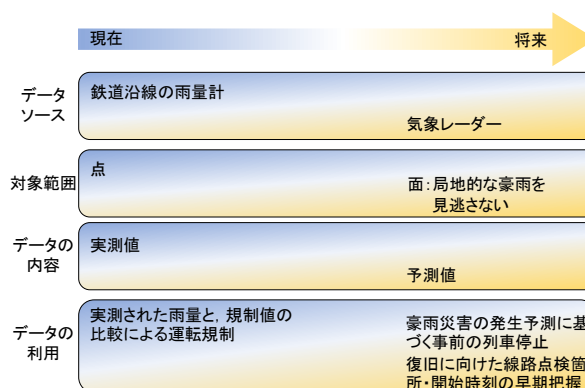 現在
将来
データ
ソース
鉄道沿線の雨量計
気象レーダー
対象範囲
点
面：局地的な豪雨を
見逃さない
データの
内容
実測値
予測値
データの
利用
実測された雨量と，規制値の
比較による運転規制
豪雨災害の発生予測に基
づく事前の列車停止
復旧に向けた線路点検箇
所・開始時刻の早期把握